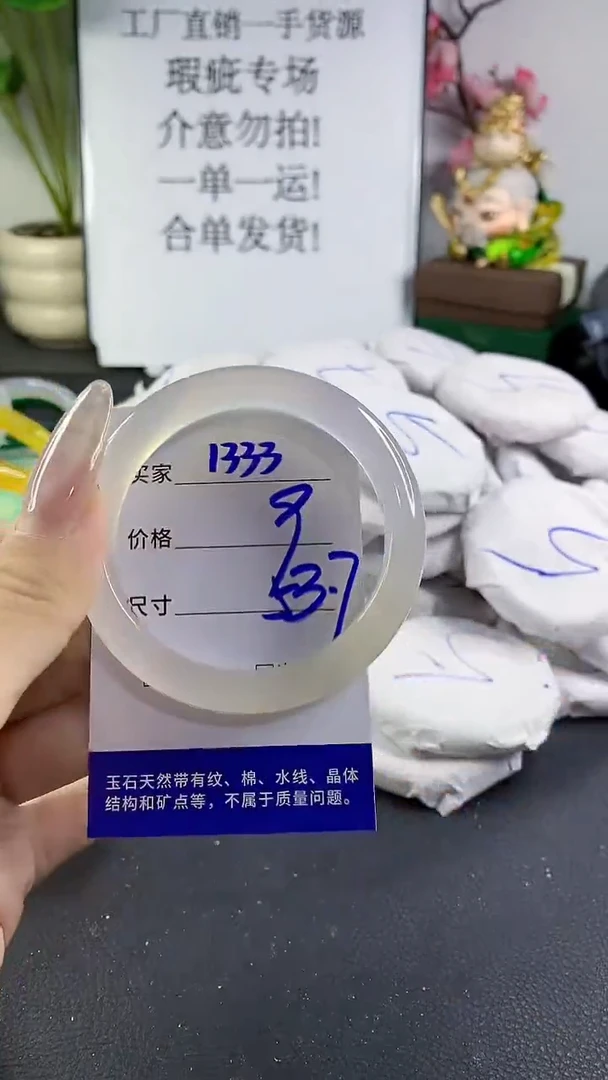 工厂直销一手货源
瑕疵专场
介意勿拍!
一单一运!
合单发货!
买家 1333
价格 9
尺寸 53.7
玉石天然带有纹、棉、水线、晶体
结构和矿点等，不属于质量问题。